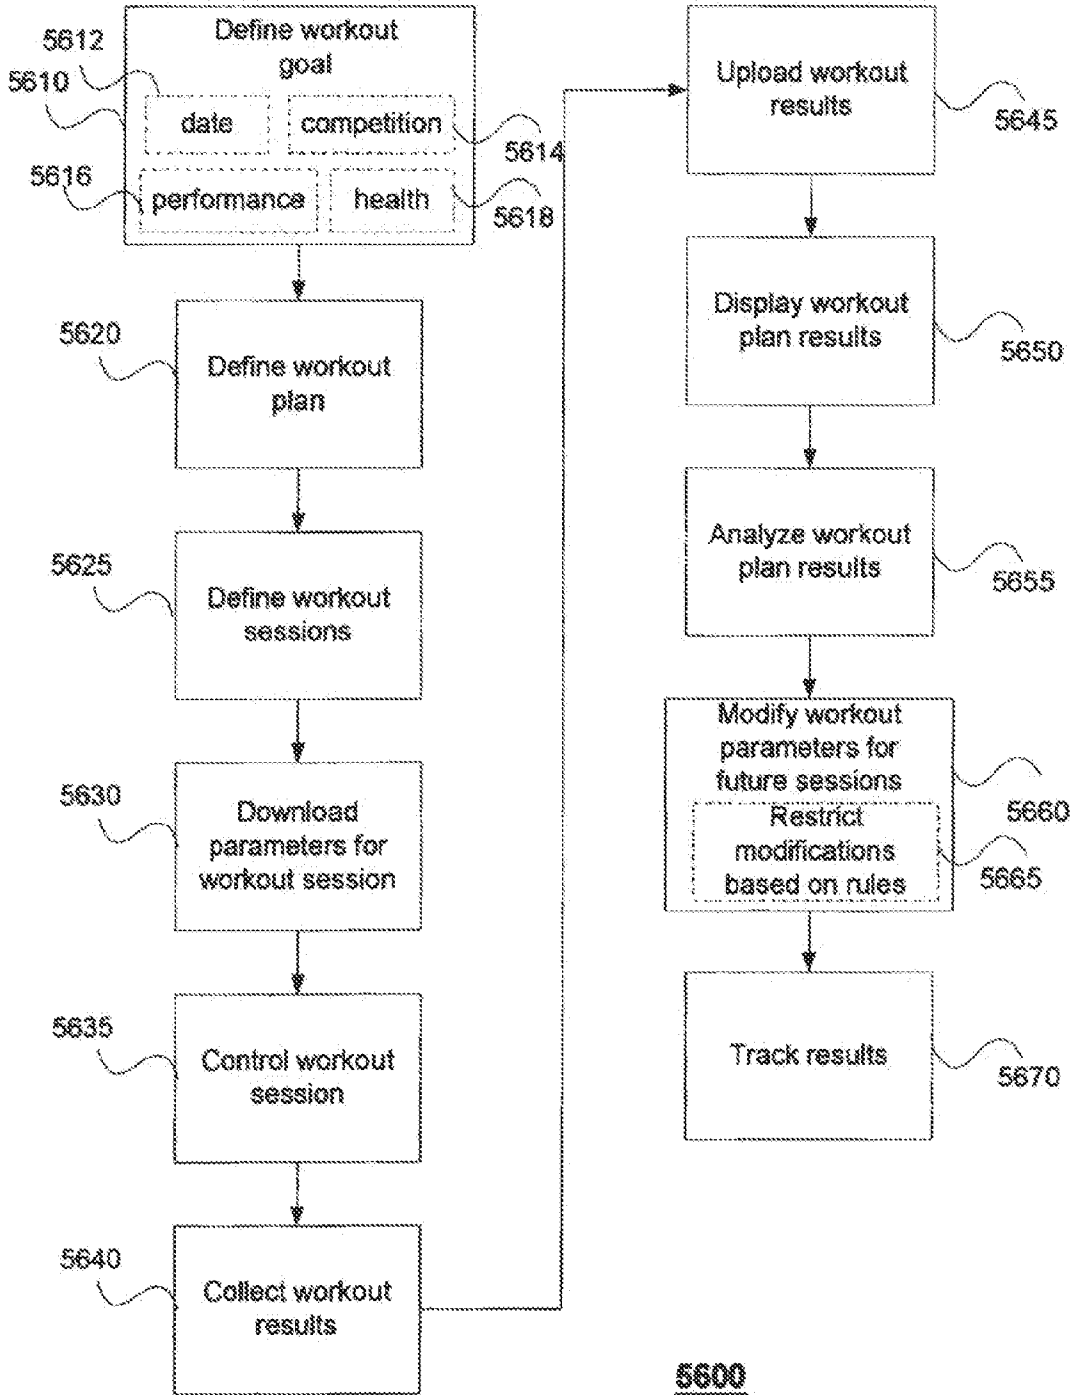 5612
5610
Define workout
goal
date
competition
5614
5616
performance
health
5618
5620
Define workout
plan
5625
Define workout
sessions
5630
Download
parameters for
workout session
5635
Control workout
session
5640
Collect workout
results
Upload workout
results
5645
Display workout
plan results
5650
Analyze workout
plan results
5655
Modify workout
parameters for
future sessions
5660
Restrict
modifications
based on rules
5665
Track results
5670
5600